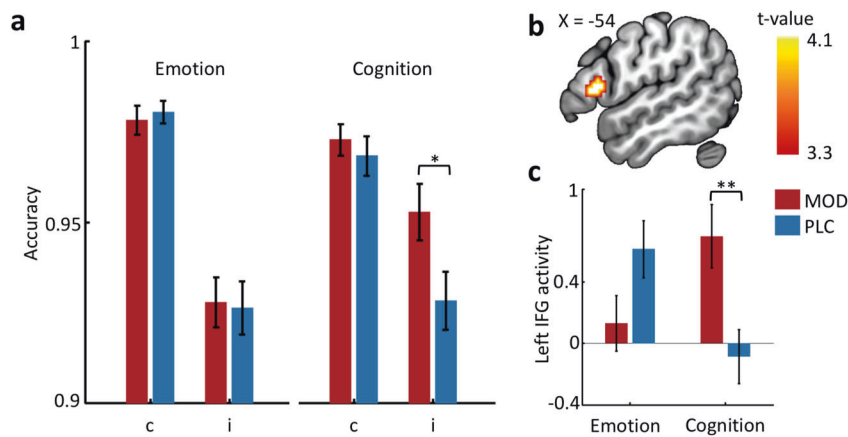 a
Accuracy
1
0.95
0.9
Emotion
Cognition
*
c
i
c
i
b
X = -54
t-value
4.1
3.3
c
Left IFG activity
1
0.4
0
-0.4
**
Emotion
Cognition
MOD
PLC